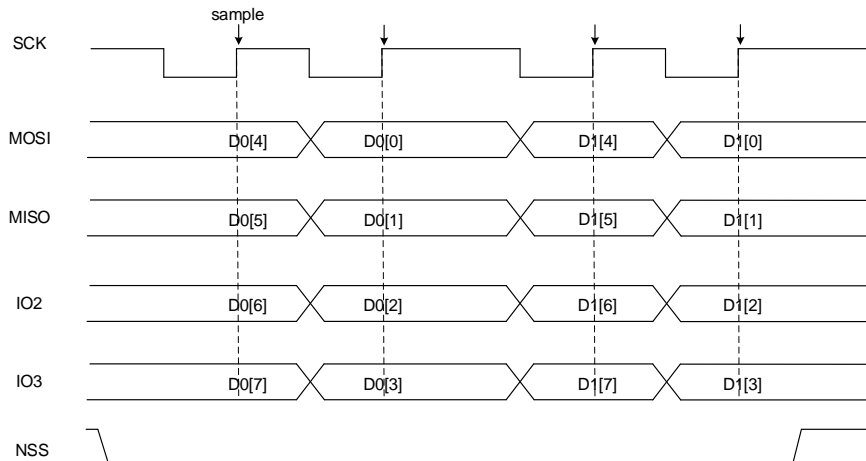 sample
SCK
MOSI D0[4] D0[0] D1[4] D1[0]
MISO D0[5] D0[1] D1[5] D1[1]
IO2 D0[6] D0[2] D1[6] D1[2]
IO3 D0[7] D0[3] D1[7] D1[3]
NSS